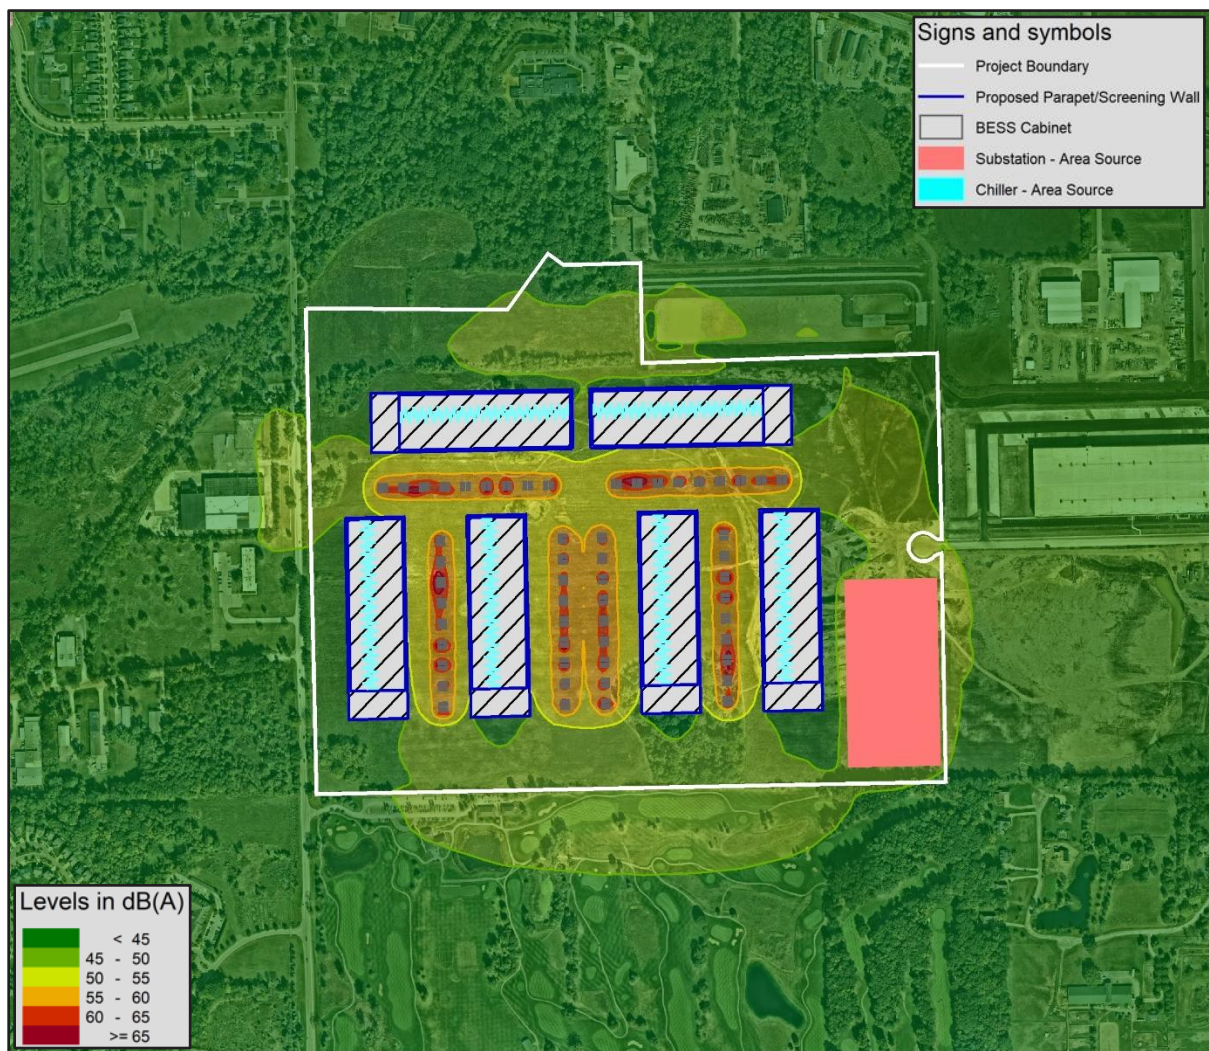 Signs and symbols
Project Boundary
Proposed Parapet/Screening Wall
BESS Cabinet
Substation - Area Source
Chiller - Area Source
Levels in dB(A)
< 45
45 - 50
50 - 55
55 - 60
60 - 65
>= 65